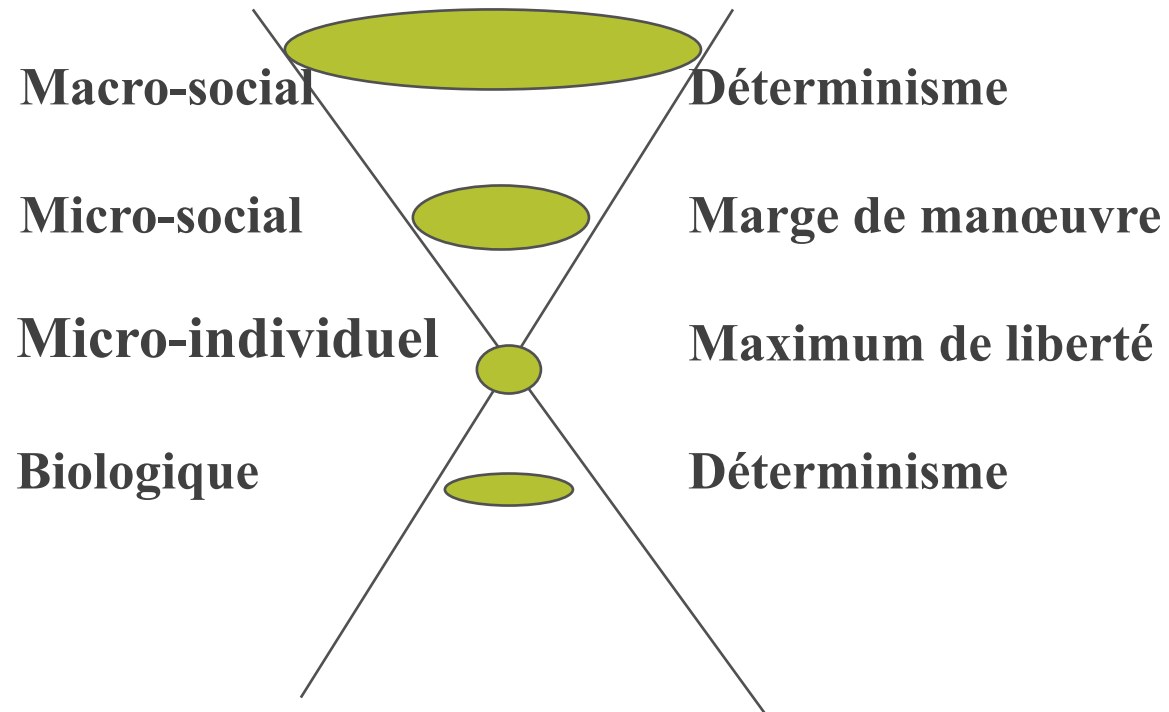 Macro-social
Déterminisme
Micro-social
Marge de manœuvre
Micro-individuel
Maximum de liberté
Biologique
Déterminisme